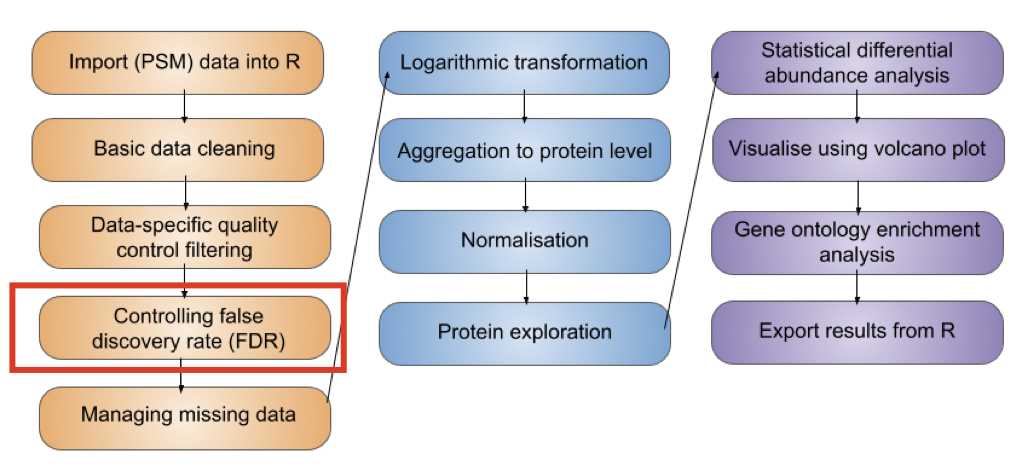 Import (PSM) data into R
Basic data cleaning
Data-specific quality
control filtering
Controlling false
discovery rate (FDR)
Managing missing data
Logarithmic transformation
Aggregation to protein level
Normalisation
Protein exploration
Statistical differential
abundance analysis
Visualise using volcano plot
Gene ontology enrichment
analysis
Export results from R